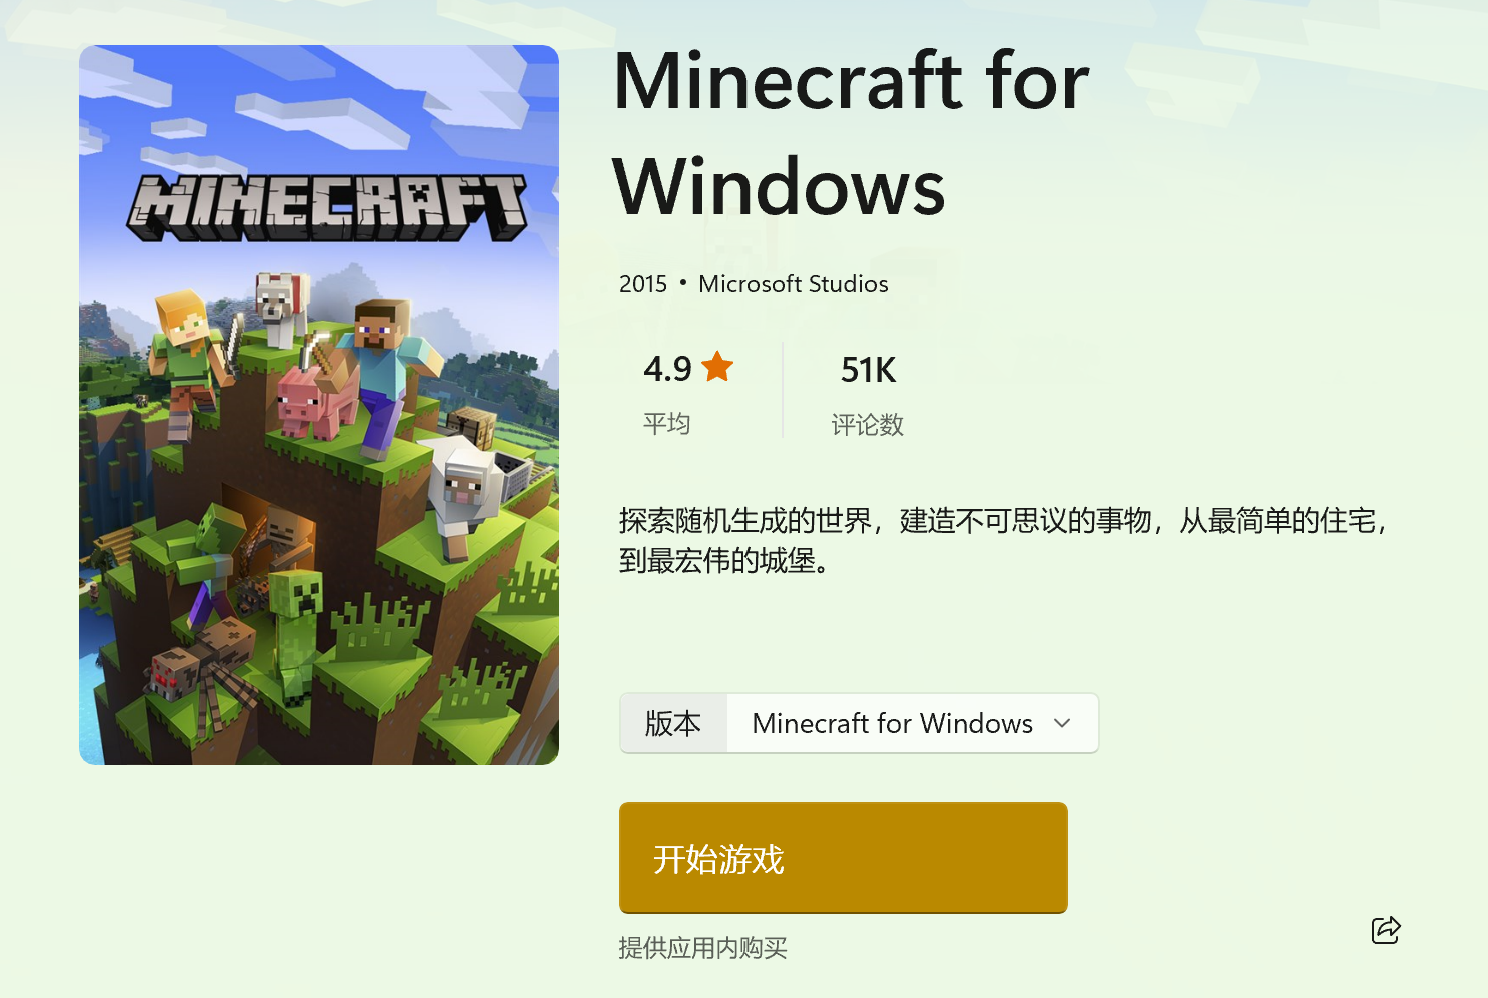 MINECRAFT
Minecraft for
Windows
2015 • Microsoft Studios
4.9
51K
平均
评论数
探索随机生成的世界，建造不可思议的事物，从最简单的住宅，
到最宏伟的城堡。
版本
Minecraft for Windows
开始游戏
提供应用内购买